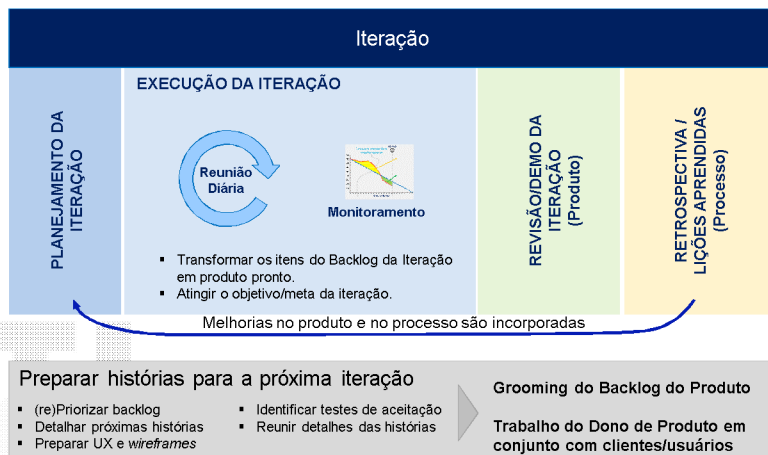 Iteração
PLANEJAMENTO DA
ITERAÇÃO
EXECUÇÃO DA ITERAÇÃO
Reunião
Diária
Monitoramento
▪ Transformar os itens do Backlog da Iteração
em produto pronto.
▪ Atingir o objetivo/meta da iteração.
REVISÃO/DEMO DA
ITERAÇÃO
(Produto)
RETROSPECTIVA /
LIÇÕES APRENDIDAS
(Processo)
Melhorias no produto e no processo são incorporadas
Preparar histórias para a próxima iteração
▪ (re)Priorizar backlog
▪ Detalhar próximas histórias
▪ Preparar UX e wireframes
▪ Identificar testes de aceitação
▪ Reunir detalhes das histórias
Grooming do Backlog do Produto
Trabalho do Dono de Produto em
conjunto com clientes/usuários